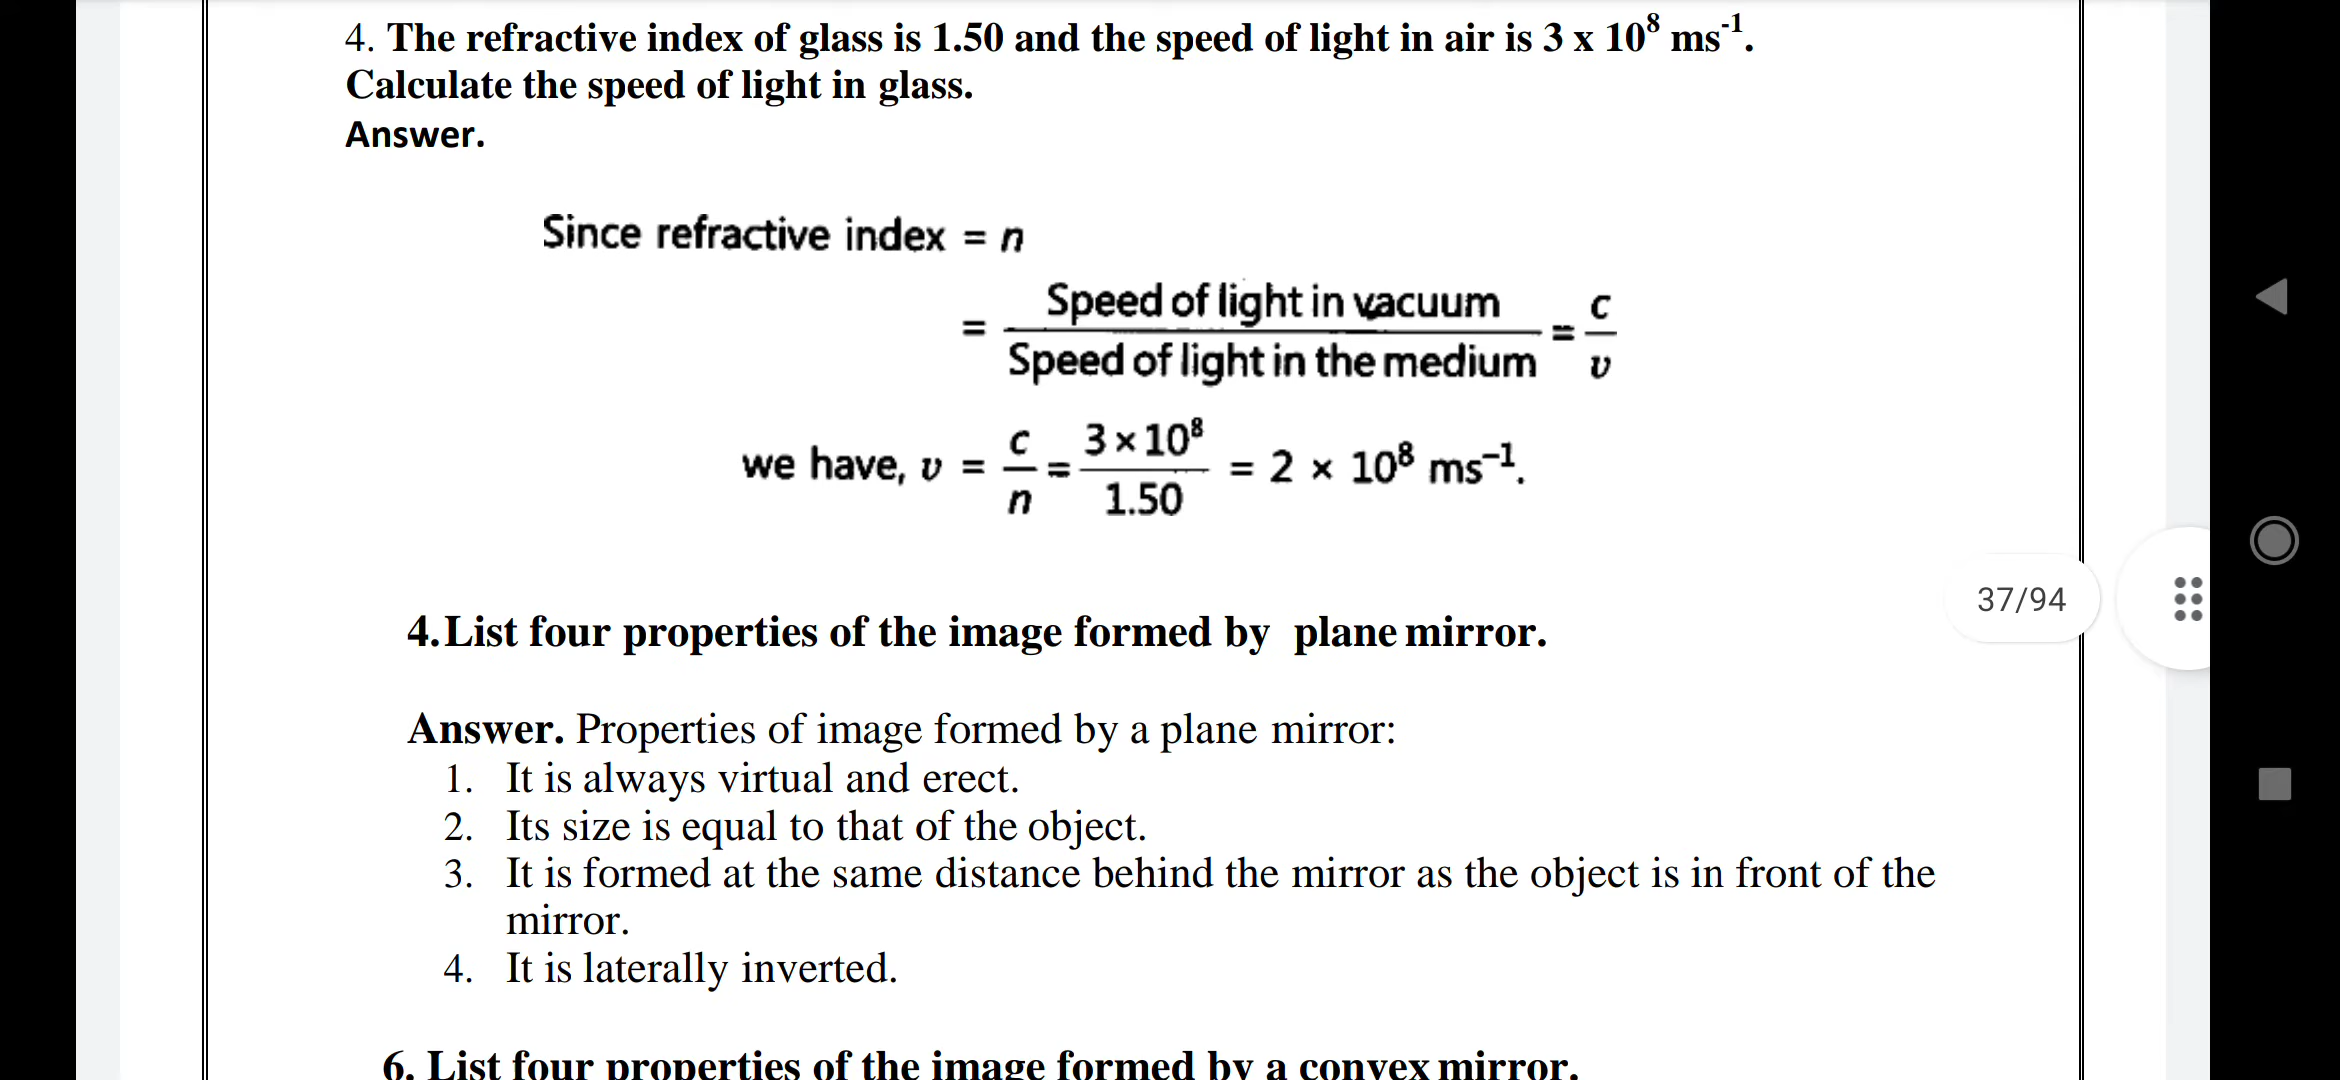 4. The refractive index of glass is 1.50 and the speed of light in air is 3 x 10⁸ ms⁻¹.
Calculate the speed of light in glass.
Answer.
Since refractive index = n
= Speed of light in vacuum / Speed of light in the medium = c / υ
we have, υ = c / n = 3 × 10⁸ / 1.50 = 2 × 10⁸ ms⁻¹.
37/94
4. List four properties of the image formed by plane mirror.
Answer. Properties of image formed by a plane mirror:
1. It is always virtual and erect.
2. Its size is equal to that of the object.
3. It is formed at the same distance behind the mirror as the object is in front of the
mirror.
4. It is laterally inverted.
6. List four properties of the image formed by a convex mirror.